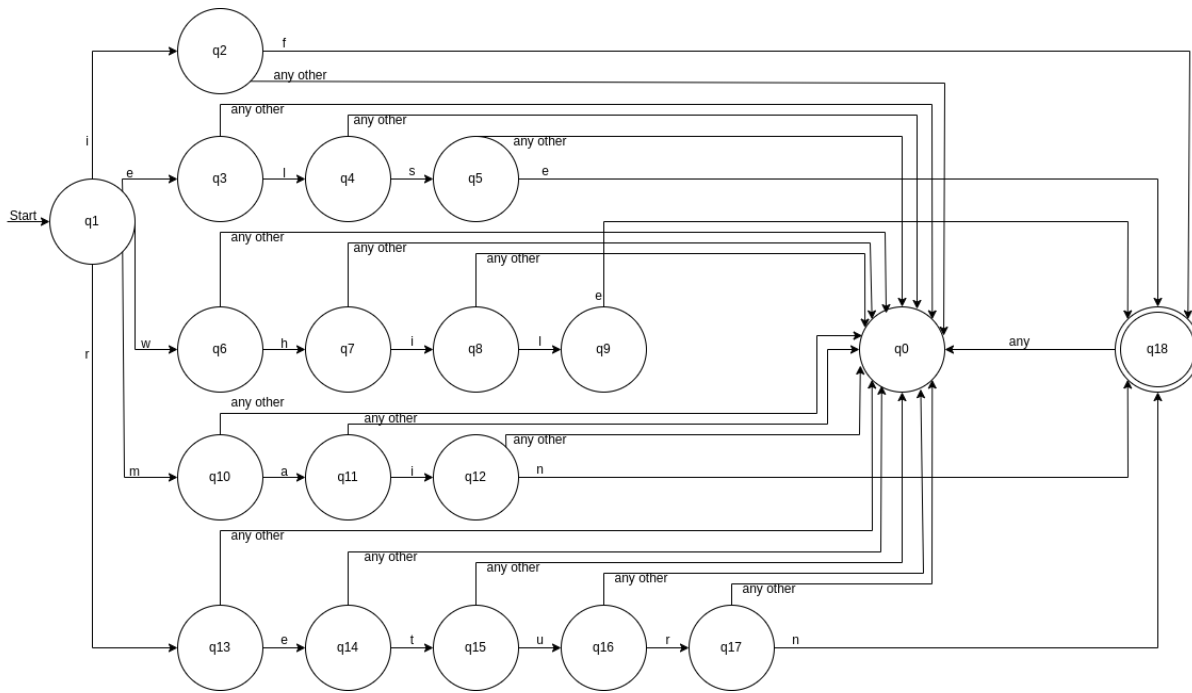 q2
f
any other
any other
any other
i
any other
e
q3
l
q4
s
q5
e
Start
q1
any other
any other
any other
e
r
w
q6
h
q7
i
q8
l
q9
q0
any
q18
any other
any other
any other
m
q10
a
q11
i
q12
n
any other
any other
any other
any other
any other
q13
e
q14
t
q15
u
q16
r
q17
n